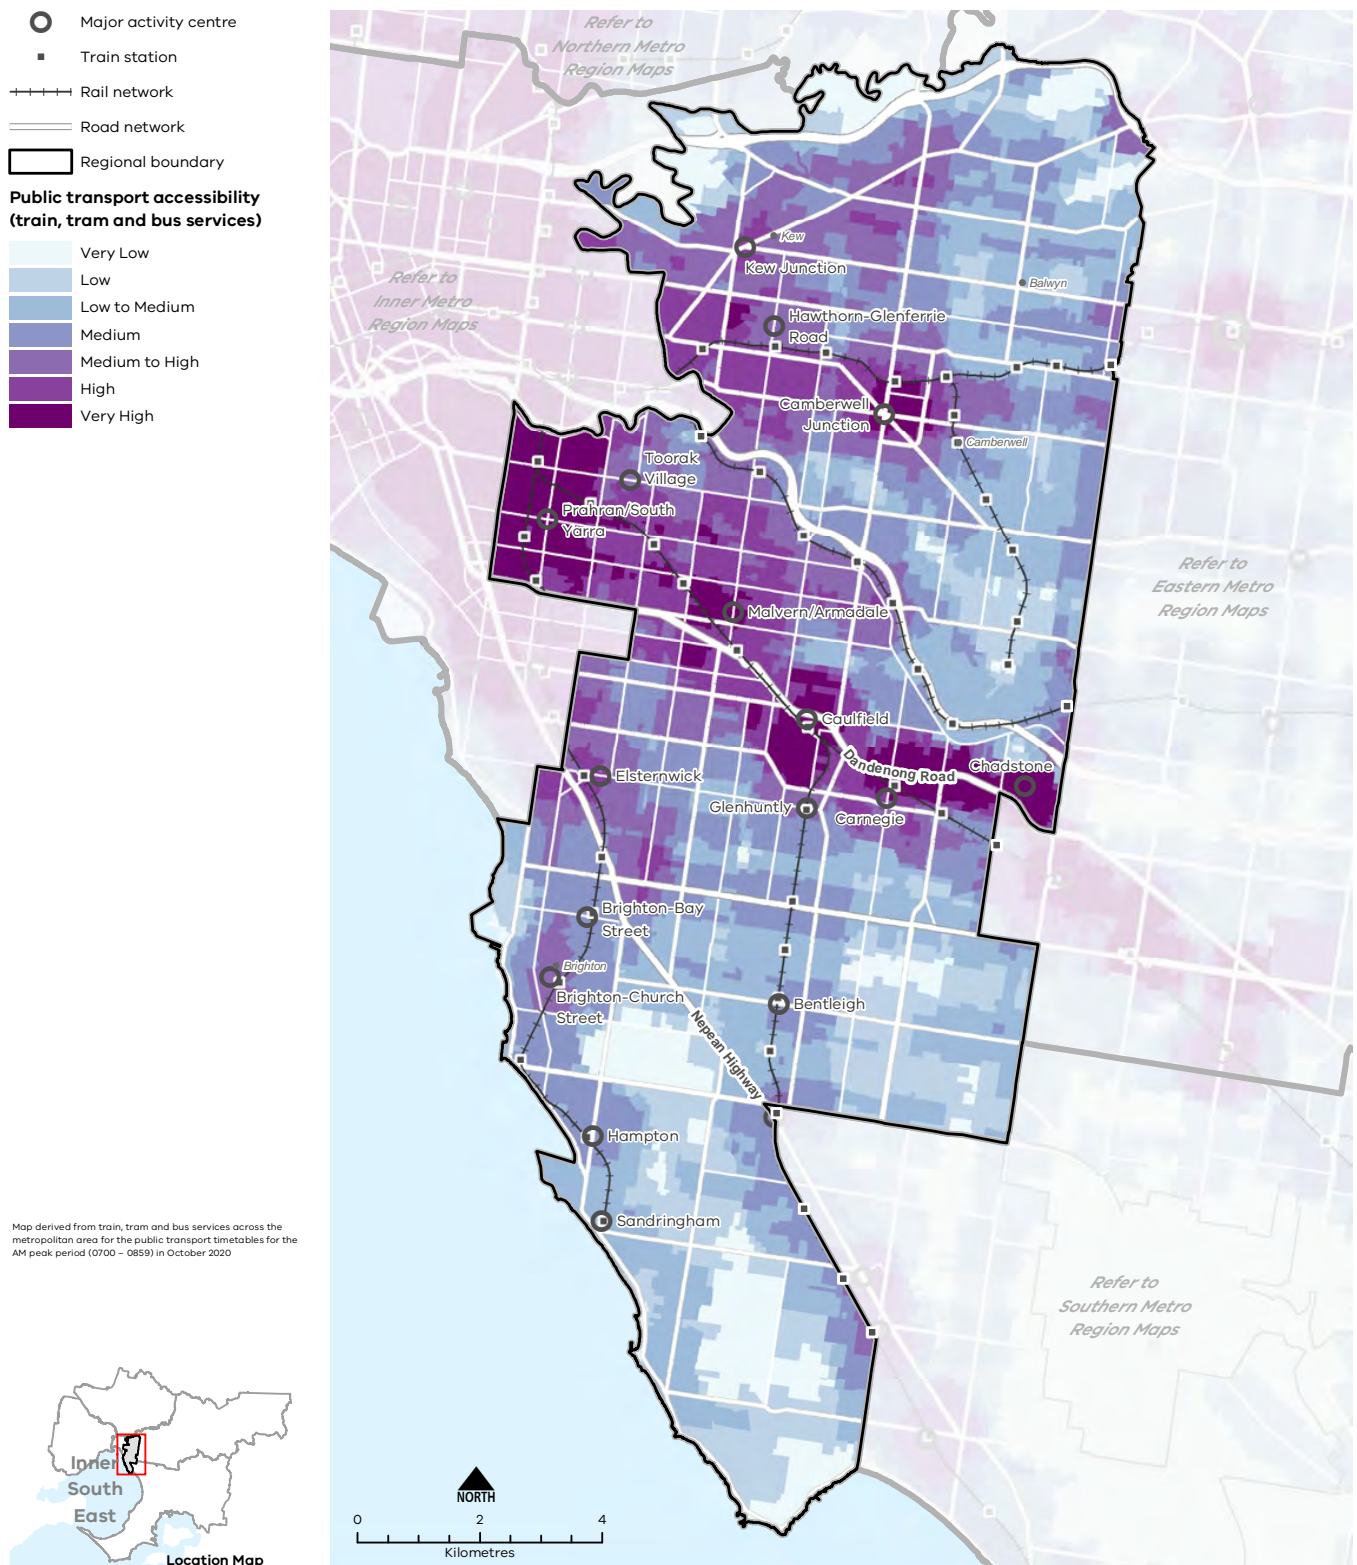 Major activity centre
Train station
Rail network
Road network
Regional boundary
Public transport accessibility
(train, tram and bus services)
Very Low
Low
Low to Medium
Medium
Medium to High
High
Very High
Refer to
Northern Metro
Region Maps
Refer to
Inner Metro
Region Maps
Kew
Kew Junction
Balwyn
Hawthorn-Glenferrie
Road
Camberwell
Junction
Camberwell
Toorak
Village
Prahran/South
Yarra
Refer to
Eastern Metro
Region Maps
Malvern/Armadale
Caulfield
Dandenong Road
Chadstone
Elsternwick
Glenhuntly
Carnegie
Brighton-Bay
Street
Brighton
Brighton-Church
Street
Bentleigh
Nepean Highway
Hampton
Sandringham
Refer to
Southern Metro
Region Maps
Map derived from train, tram and bus services across the
metropolitan area for the public transport timetables for the
AM peak period (0700 – 0859) in October 2020
Inner
South
East
Location Map
NORTH
0 2 4
Kilometres